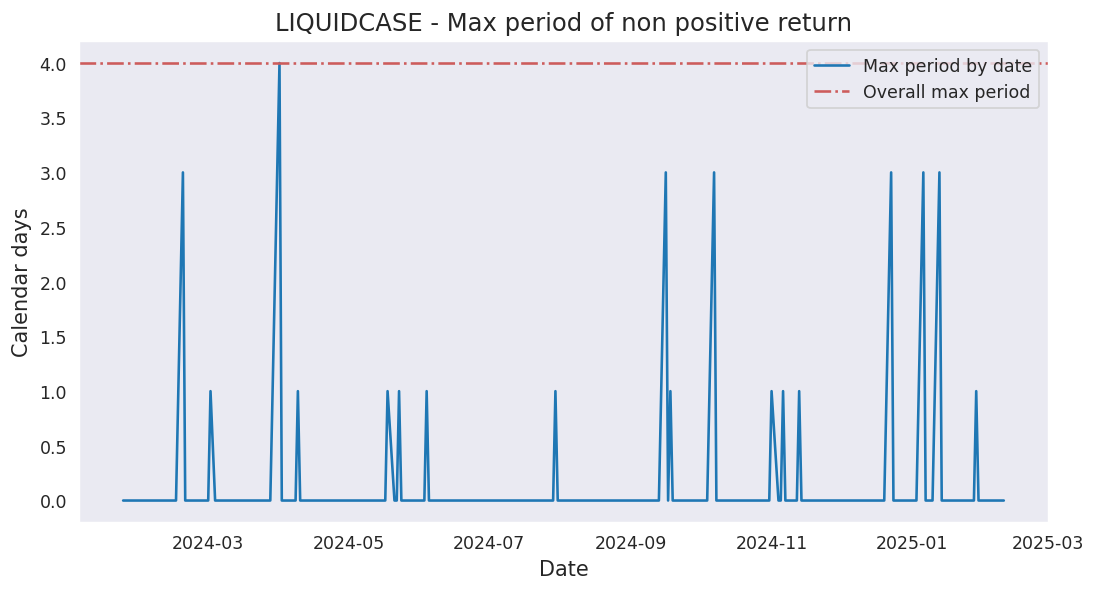 LIQUIDCASE - Max period of non positive return
Max period by date
Overall max period
Calendar days
4.0
3.5
3.0
2.5
2.0
1.5
1.0
0.5
0.0
2024-03 2024-05 2024-07 2024-09 2024-11 2025-01 2025-03
Date